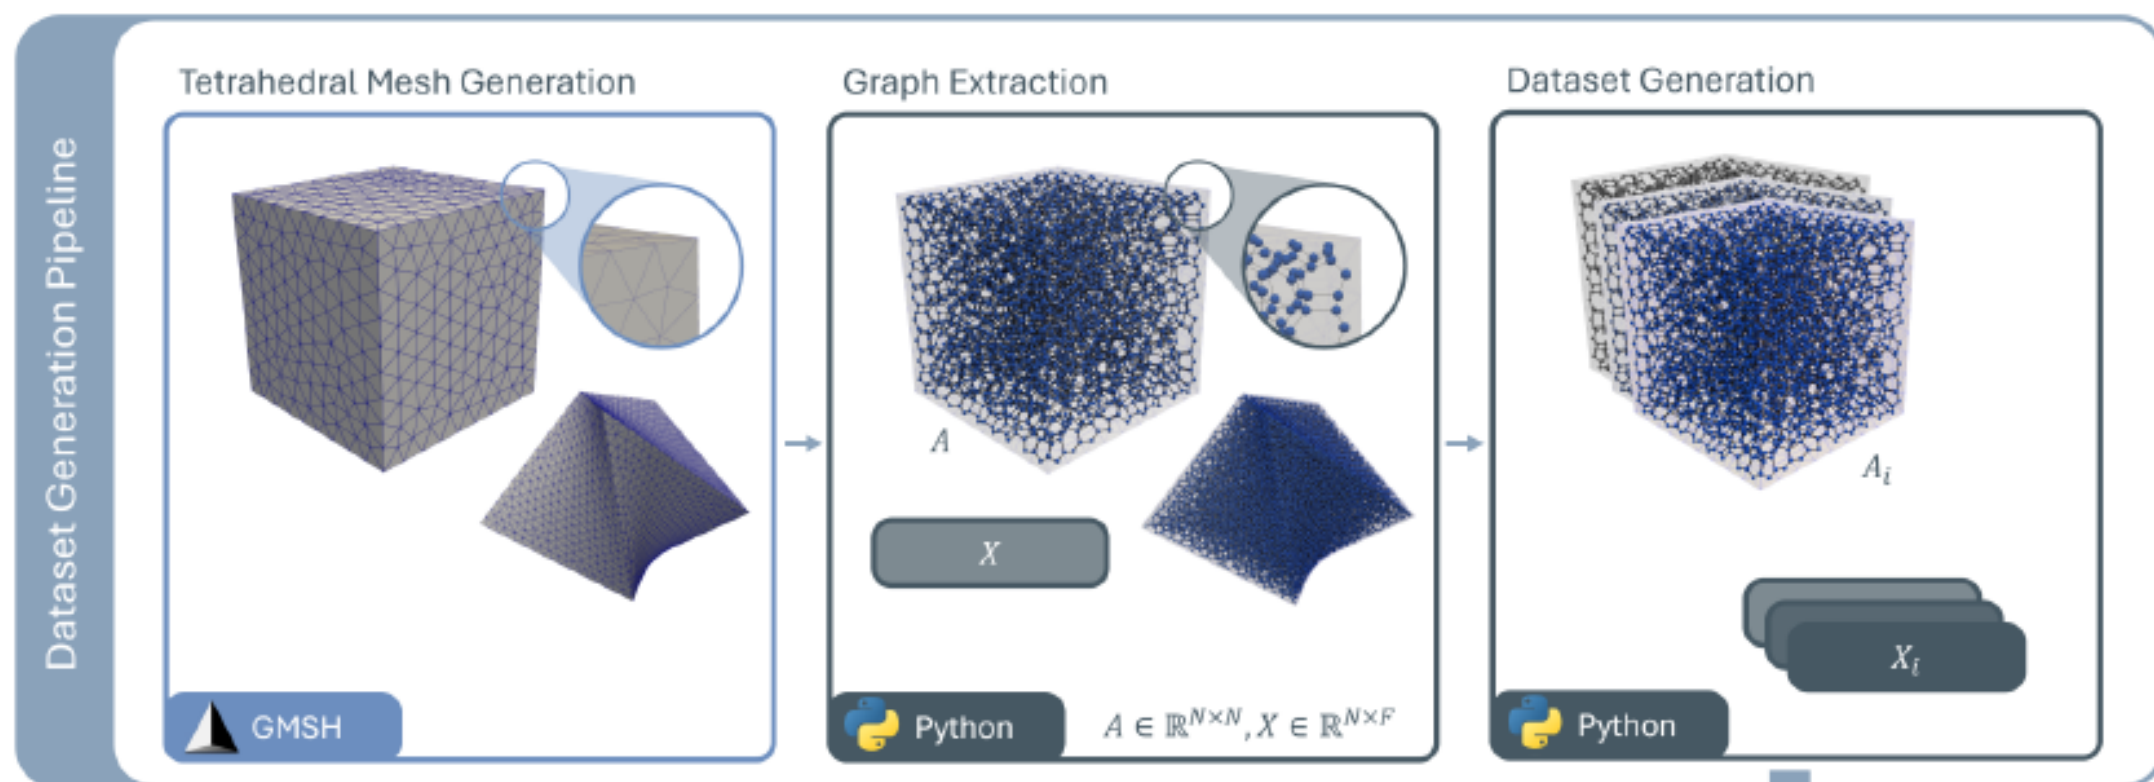 Dataset Generation Pipeline
Tetrahedral Mesh Generation
GMSH
Graph Extraction
A
X
Python
A ∈ ℝ^{N×N}, X ∈ ℝ^{N×F}
Dataset Generation
A_i
X_i
Python